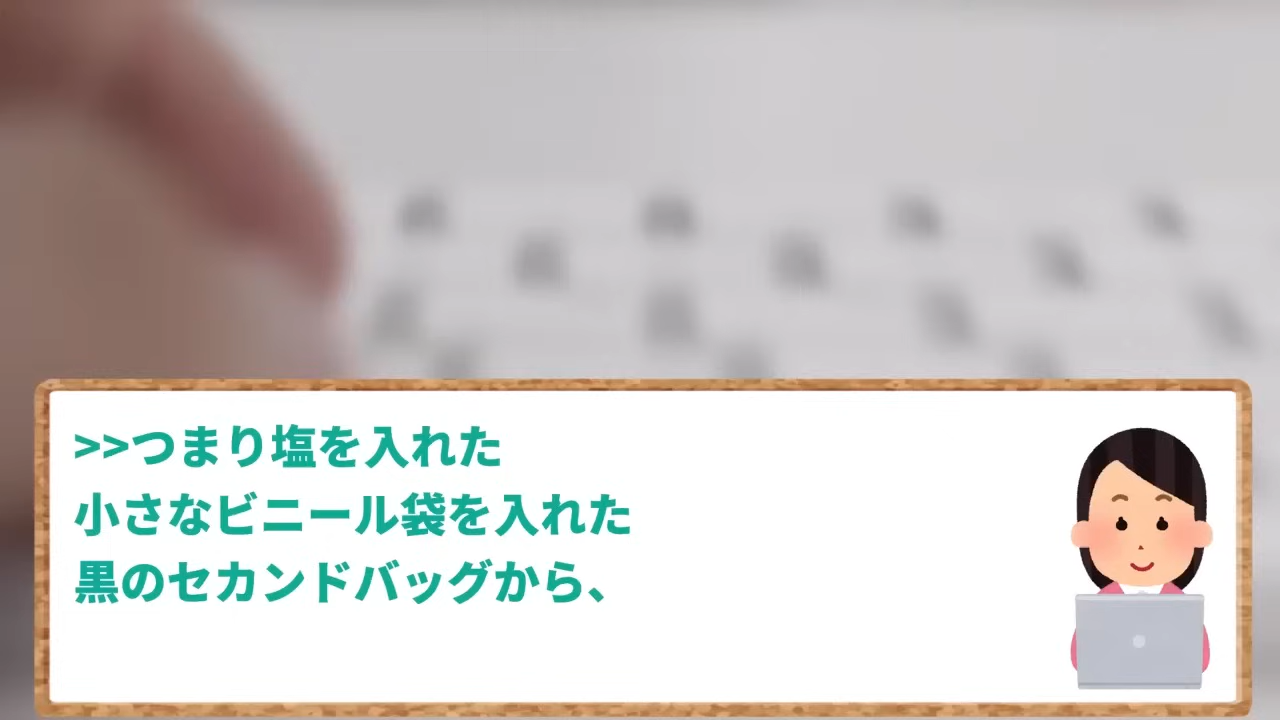 >>つまり塩を入れた
小さなビニール袋を入れた
黒のセカンドバッグから、